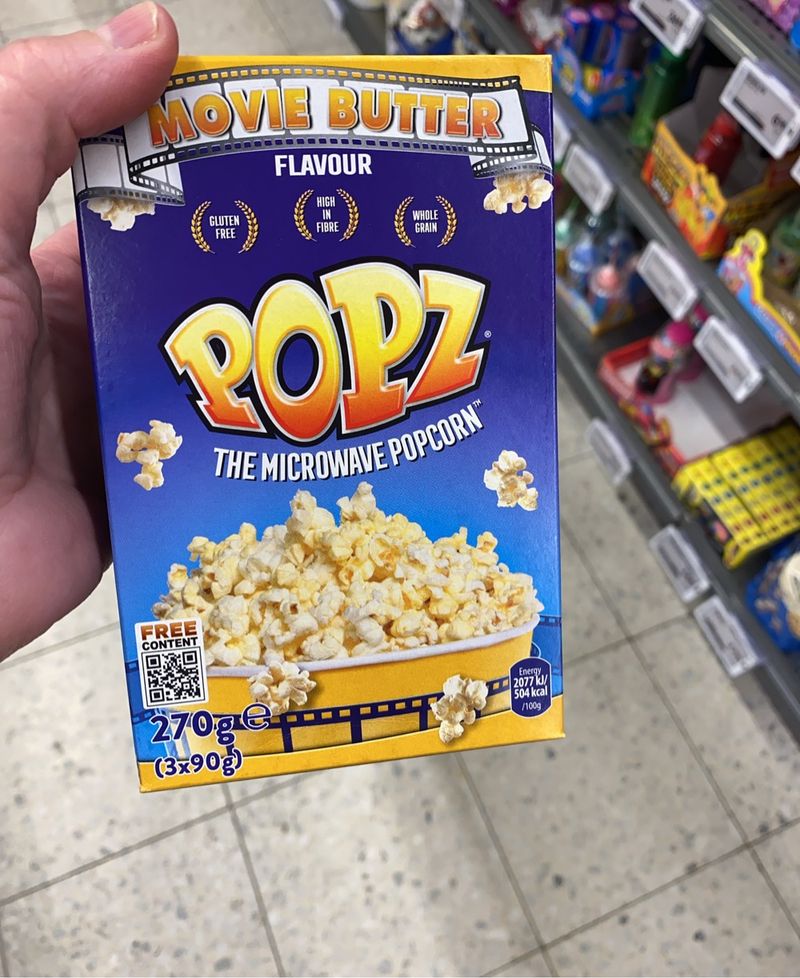 MOVIE BUTTER
FLAVOUR
GLUTEN
FREE
HIGH
IN
FIBRE
WHOLE
GRAIN
POPZ®
THE MICROWAVE POPCORN™
FREE
CONTENT
Energy
2077 kJ/
504 kcal
/100g
270g ℮
(3x90g)